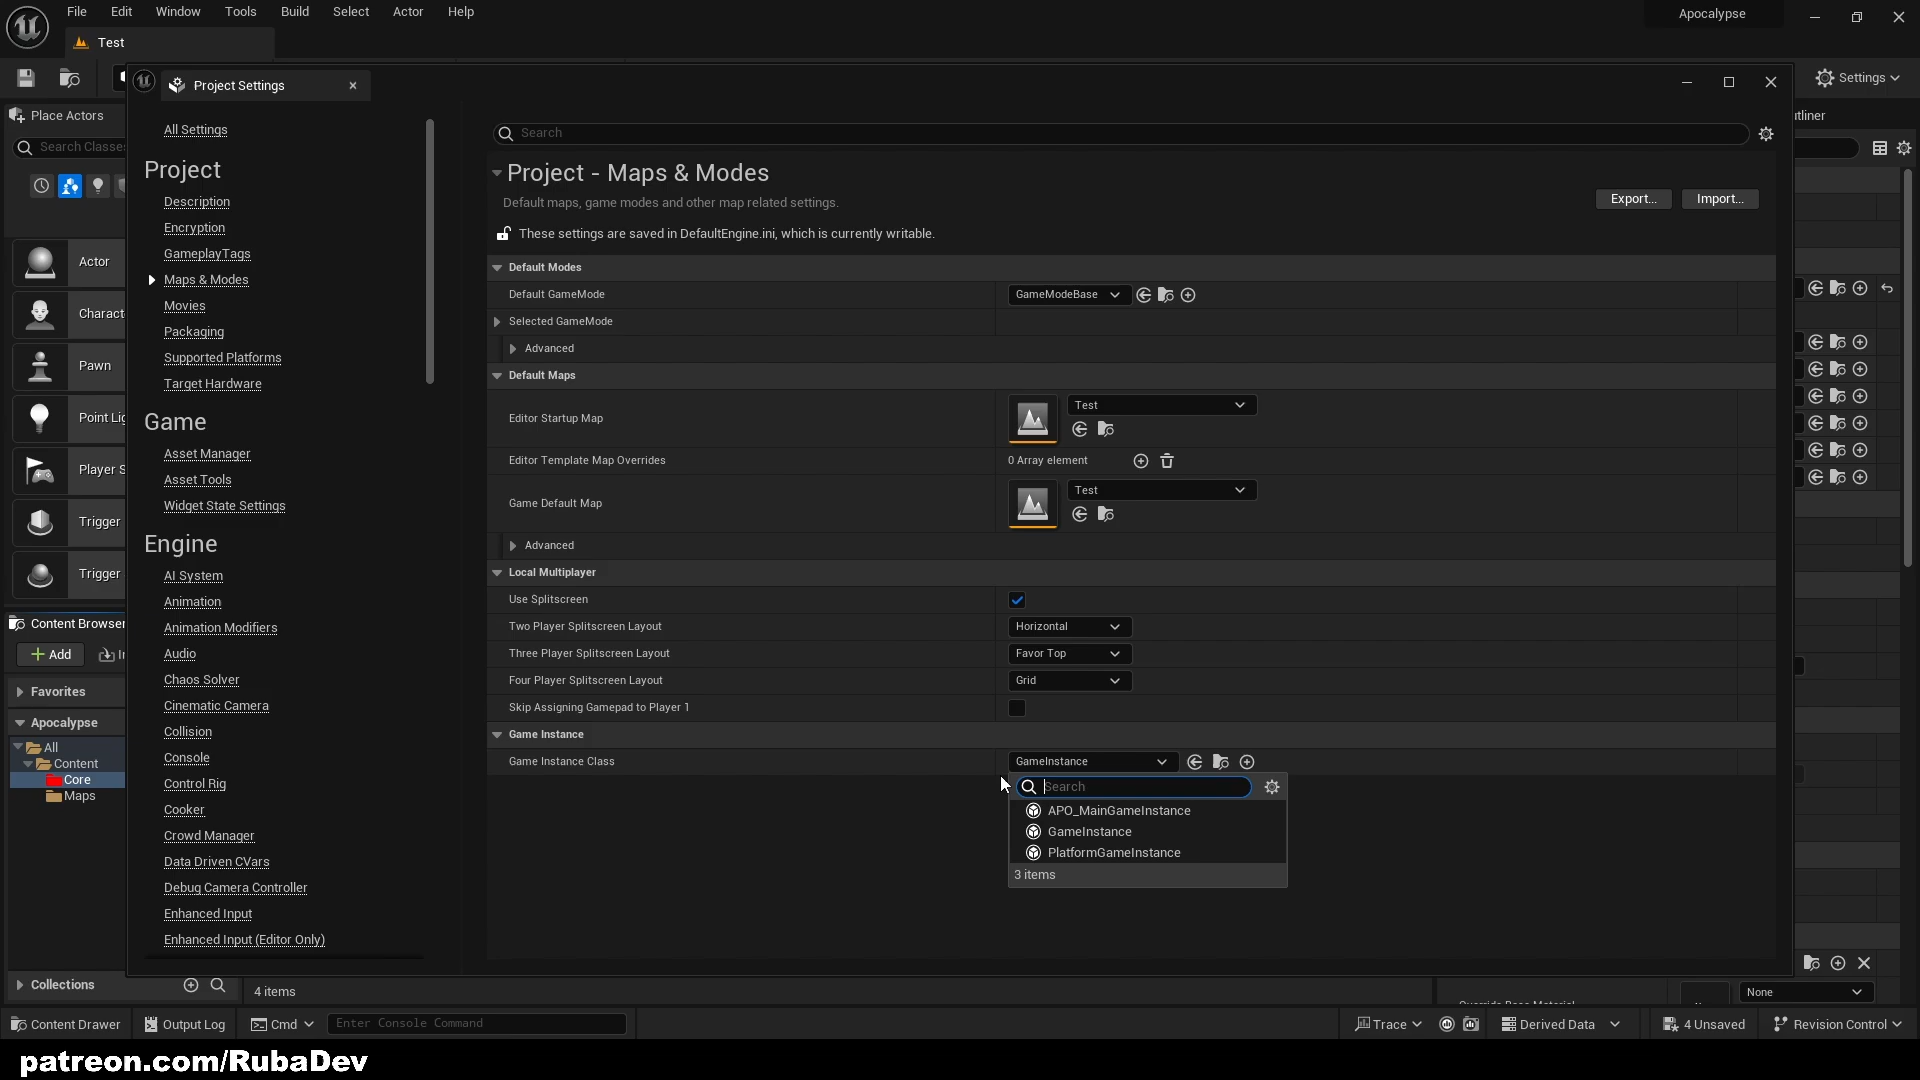 File Edit Window Tools Build Select Actor Help
Apocalypse
Test
Project Settings
Settings
Place Actors
Search Classe
Actor
Charact
Pawn
Point Lig
Player S
Trigger
Trigger
Content Browser
Add
Favorites
Apocalypse
All
Content
Core
Maps
Collections
All Settings
Project
Description
Encryption
GameplayTags
Maps & Modes
Movies
Packaging
Supported Platforms
Target Hardware
Game
Asset Manager
Asset Tools
Widget State Settings
Engine
AI System
Animation
Animation Modifiers
Audio
Chaos Solver
Cinematic Camera
Collision
Console
Control Rig
Cooker
Crowd Manager
Data Driven CVars
Debug Camera Controller
Enhanced Input
Enhanced Input (Editor Only)
Search
Project - Maps & Modes
Default maps, game modes and other map related settings.
Export... Import...
These settings are saved in DefaultEngine.ini, which is currently writable.
Default Modes
Default GameMode GameModeBase
Selected GameMode
Advanced
Default Maps
Editor Startup Map Test
Editor Template Map Overrides 0 Array element
Game Default Map Test
Advanced
Local Multiplayer
Use Splitscreen
Two Player Splitscreen Layout Horizontal
Three Player Splitscreen Layout Favor Top
Four Player Splitscreen Layout Grid
Skip Assigning Gamepad to Player 1
Game Instance
Game Instance Class GameInstance
Search
APO_MainGameInstance
GameInstance
PlatformGameInstance
3 items
utliner
4 items
None
Content Drawer Output Log Cmd Enter Console Command Trace Derived Data 4 Unsaved Revision Control
patreon.com/RubaDev